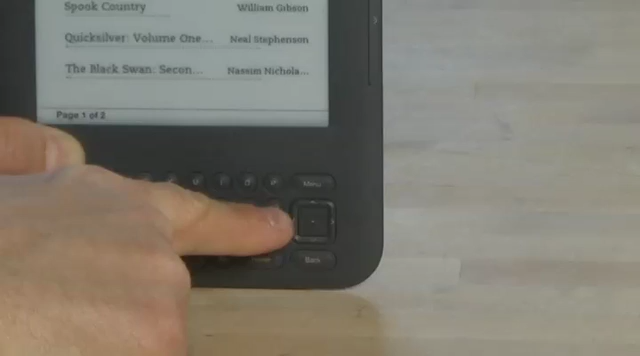 Spook Country William Gibson
Quicksilver: Volume One... Neal Stephenson
The Black Swan: Secun... Nassim Nichola...
Page 1 of 2
Menu
Back